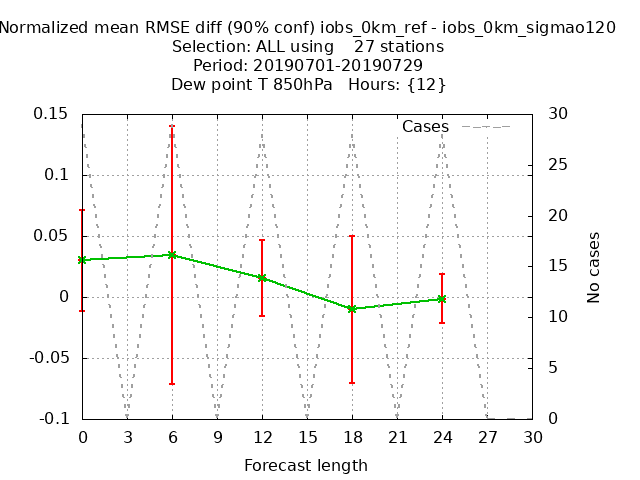 Normalized mean RMSE diff (90% conf) iobs_0km_ref - iobs_0km_sigmao120
Selection: ALL using 27 stations
Period: 20190701-20190729
Dew point T 850hPa Hours: {12}
Cases
0.15
0.1
0.05
0
-0.05
-0.1
30
25
20
15
10
5
0
No cases
0 3 6 9 12 15 18 21 24 27 30
Forecast length